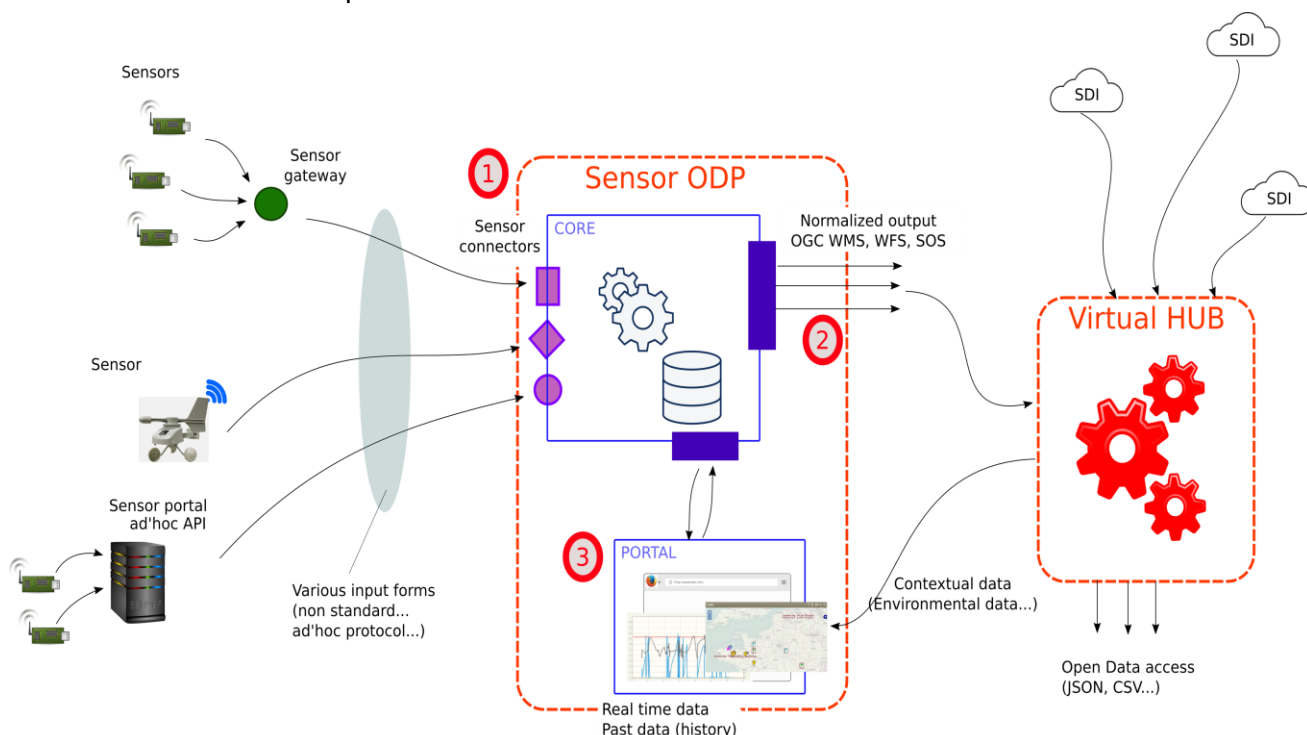 SDI
SDI
SDI
Sensors
Sensor
gateway
1
Sensor ODP
Sensor
connectors
CORE
Normalized output
OGC WMS, WFS, SOS
2
Virtual HUB
Sensor
Sensor portal
ad'hoc API
Various input forms
(non standard...
ad'hoc protocol...)
3
PORTAL
Contextual data
(Environmental data...)
Real time data
Past data (history)
Open Data access
(JSON, CSV...)